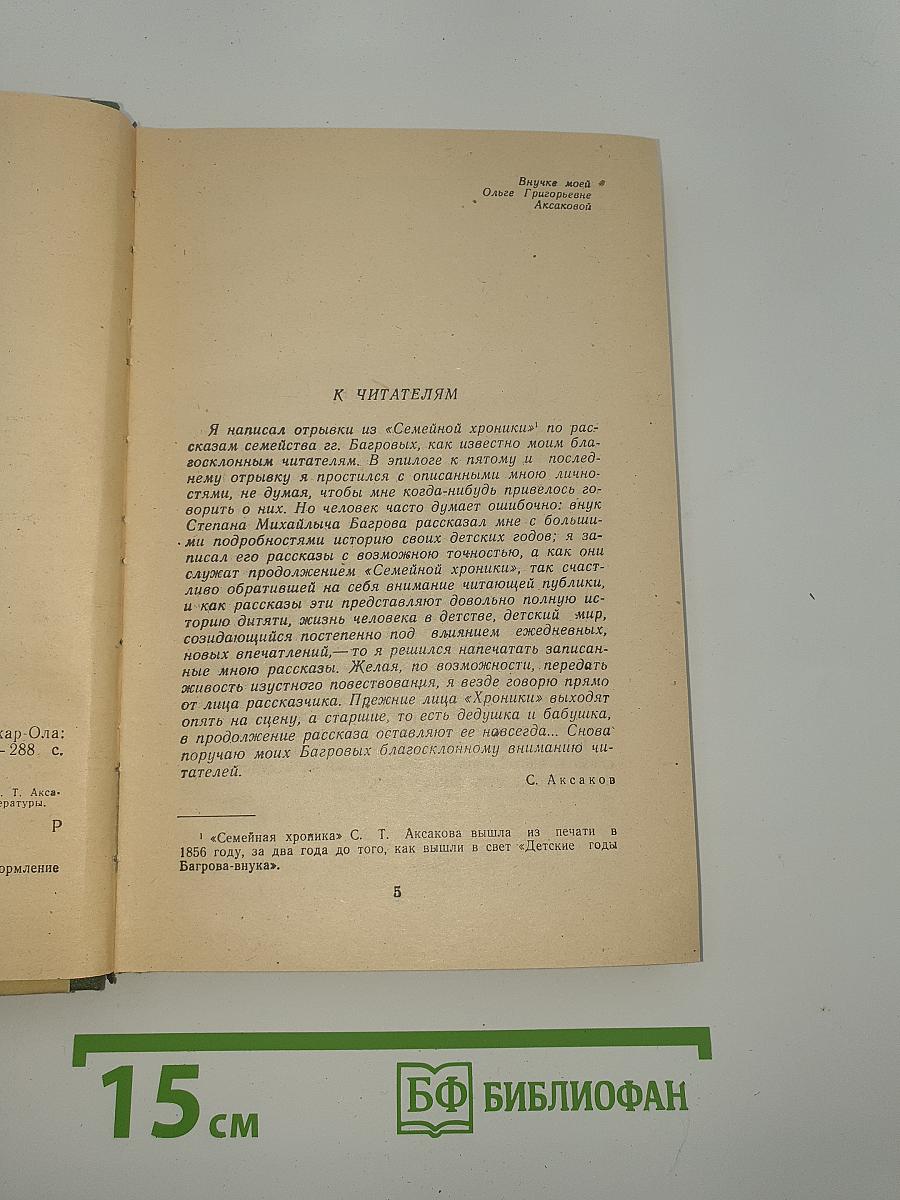 Внучке моей
Ольге Григорьевне
Аксаковой
К ЧИТАТЕЛЯМ
Я написал отрывки из «Семейной хроники»¹ по рас-
сказам семейства гг. Багровых, как известно моим бла-
госклонным читателям. В эпилоге к пятому и послед-
нему отрывку я простился с описанными мною лично-
стями, не думая, чтобы мне когда-нибудь привелось го-
ворить о них. Но человек часто думает ошибочно: внук
Степана Михайлыча Багрова рассказал мне с больши-
ми подробностями историю своих детских годов; я за-
писал его рассказы с возможною точностью, а как они
служат продолжением «Семейной хроники», так счаст-
ливо обратившей на себя внимание читающей публики,
и как рассказы эти представляют довольно полную ис-
торию дитяти, жизнь человека в детстве, детский мир,
созидающийся постепенно под влиянием ежедневных,
новых впечатлений,— то я решился напечатать записан-
ные мною рассказы. Желая, по возможности, передать
живость изустного повествования, я везде говорю прямо
от лица рассказчика. Прежние лица «Хроники» выходят
опять на сцену, а старшие, то есть дедушка и бабушка,
в продолжение рассказа оставляют ее навсегда... Снова
поручаю моих Багровых благосклонному вниманию чи-
тателей.
С. Аксаков
¹ «Семейная хроника» С. Т. Аксакова вышла из печати в
1856 году, за два года до того, как вышли в свет «Детские годы
Багрова-внука».
5
кар-Ола:
—288 с.
. Т. Акса-
ературы.
Р
ормление
15 см
БФ БИБЛИОФАН